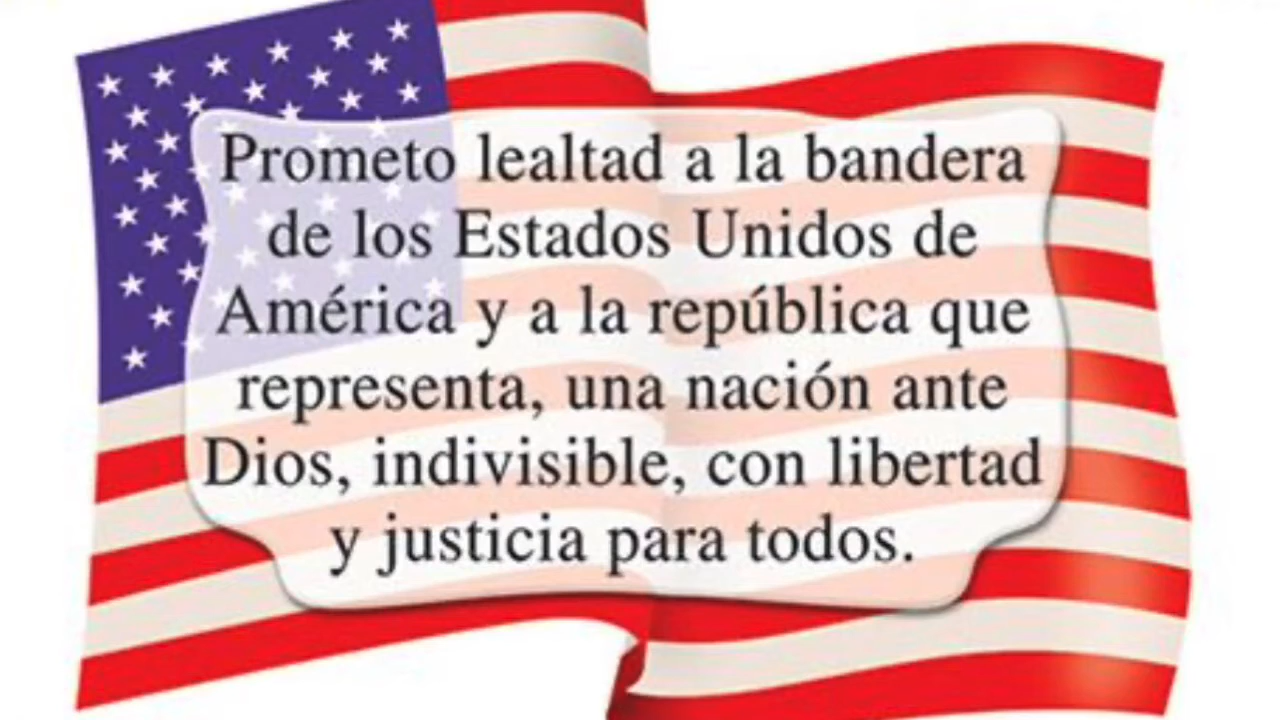 Prometo lealtad a la bandera
de los Estados Unidos de
América y a la república que
representa, una nación ante
Dios, indivisible, con libertad
y justicia para todos.